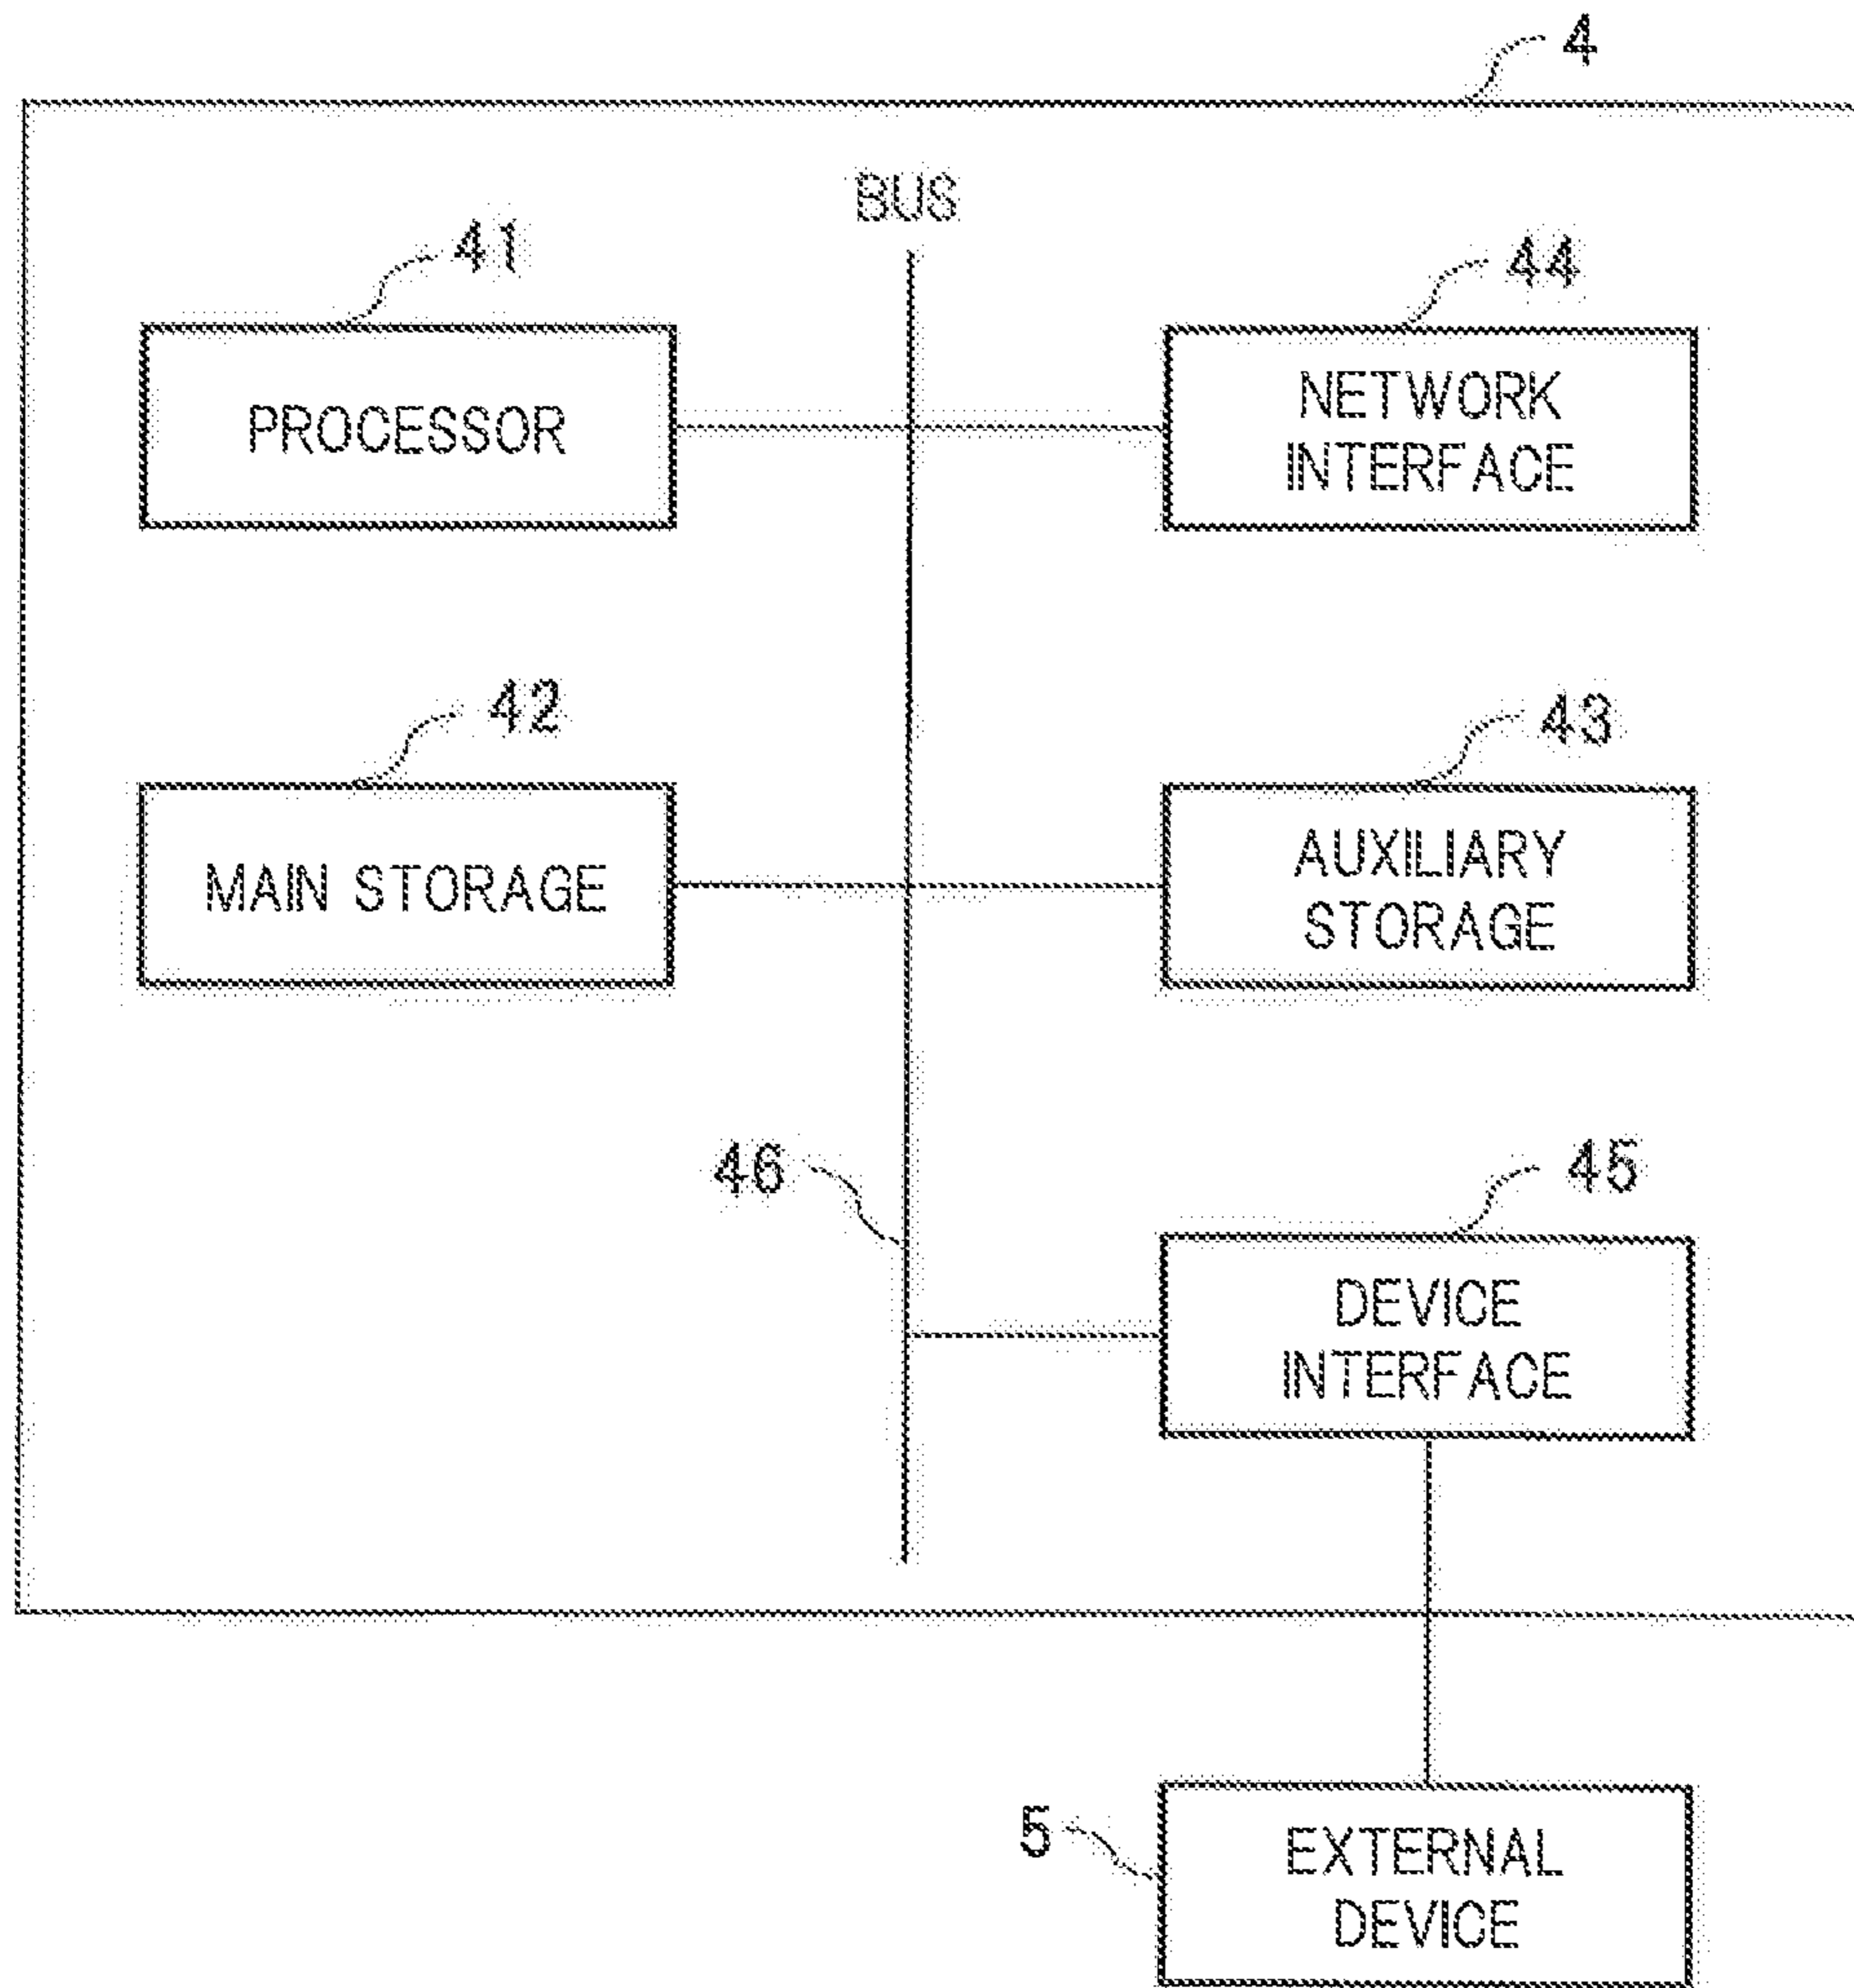 4
BUS
41
44
PROCESSOR
NETWORK
INTERFACE
42
43
MAIN STORAGE
AUXILIARY
STORAGE
46
45
DEVICE
INTERFACE
5
EXTERNAL
DEVICE